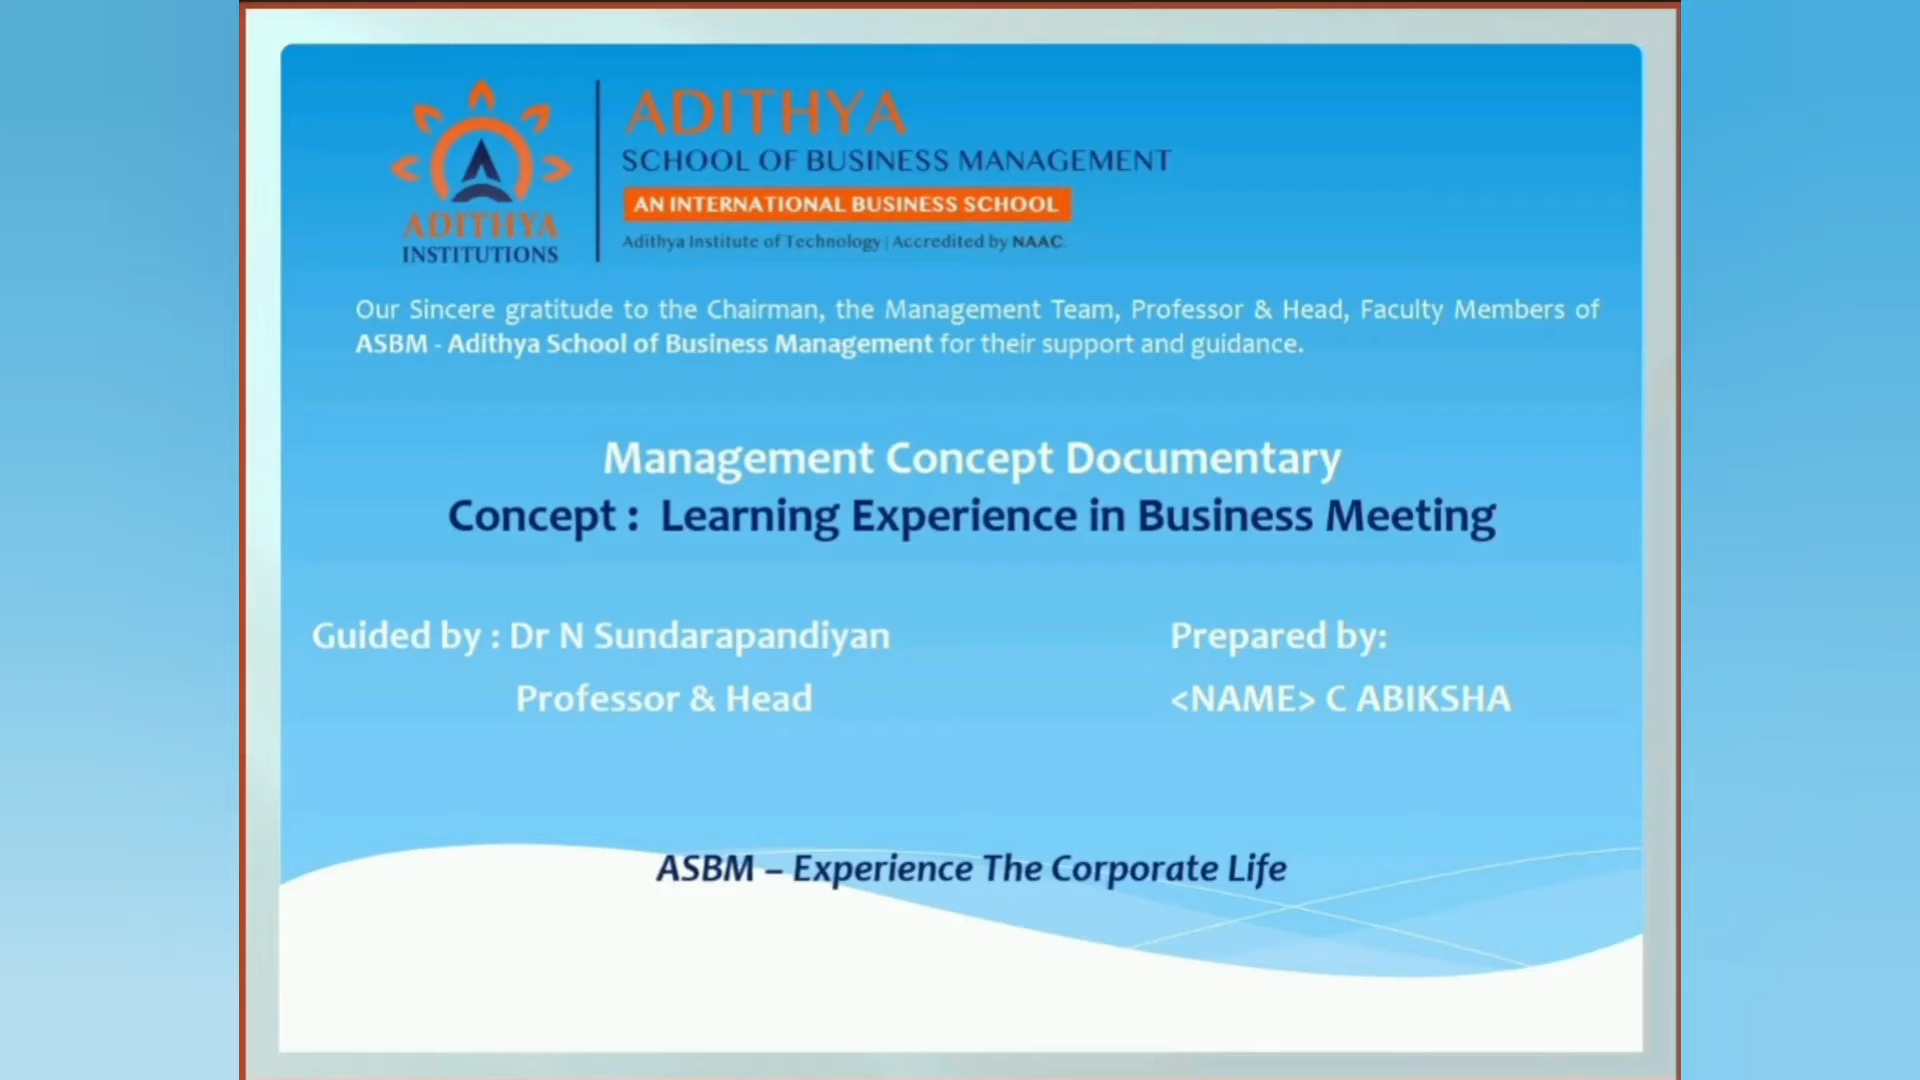 ADITHYA
INSTITUTIONS
ADITHYA
SCHOOL OF BUSINESS MANAGEMENT
AN INTERNATIONAL BUSINESS SCHOOL
Adithya Institute of Technology | Accredited by NAAC.
Our Sincere gratitude to the Chairman, the Management Team, Professor & Head, Faculty Members of
ASBM - Adithya School of Business Management for their support and guidance.
Management Concept Documentary
Concept : Learning Experience in Business Meeting
Guided by : Dr N Sundarapandiyan
Professor & Head
Prepared by:
<NAME> C ABIKSHA
ASBM – Experience The Corporate Life